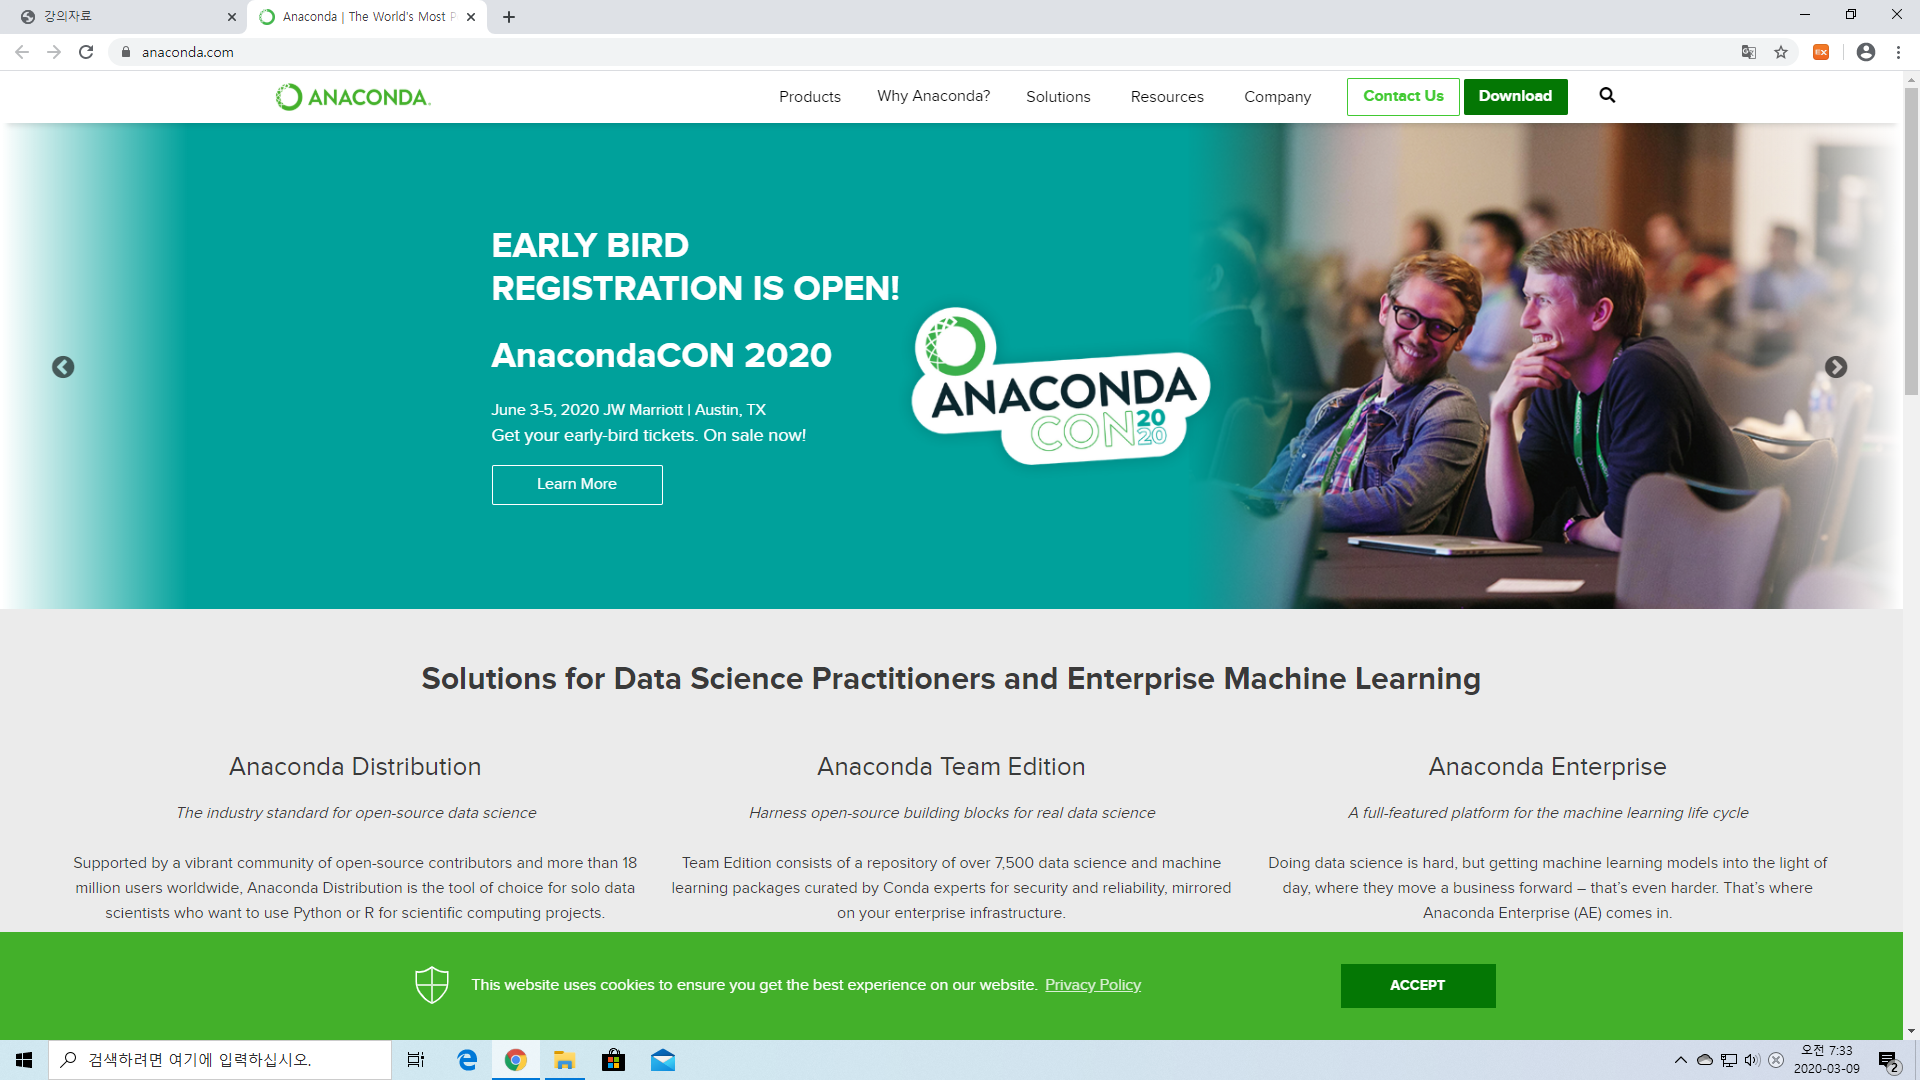 강의자료
Anaconda | The World's Most P
anaconda.com
ANACONDA.
Products
Why Anaconda?
Solutions
Resources
Company
Contact Us
Download
EARLY BIRD
REGISTRATION IS OPEN!
AnacondaCON 2020
June 3-5, 2020 JW Marriott | Austin, TX
Get your early-bird tickets. On sale now!
Learn More
ANACONDA
CON 20
20
Solutions for Data Science Practitioners and Enterprise Machine Learning
Anaconda Distribution
The industry standard for open-source data science
Supported by a vibrant community of open-source contributors and more than 18
million users worldwide, Anaconda Distribution is the tool of choice for solo data
scientists who want to use Python or R for scientific computing projects.
Anaconda Team Edition
Harness open-source building blocks for real data science
Team Edition consists of a repository of over 7,500 data science and machine
learning packages curated by Conda experts for security and reliability, mirrored
on your enterprise infrastructure.
Anaconda Enterprise
A full-featured platform for the machine learning life cycle
Doing data science is hard, but getting machine learning models into the light of
day, where they move a business forward – that's even harder. That's where
Anaconda Enterprise (AE) comes in.
This website uses cookies to ensure you get the best experience on our website. Privacy Policy
ACCEPT
검색하려면 여기에 입력하십시오.
오전 7:33
2020-03-09
2